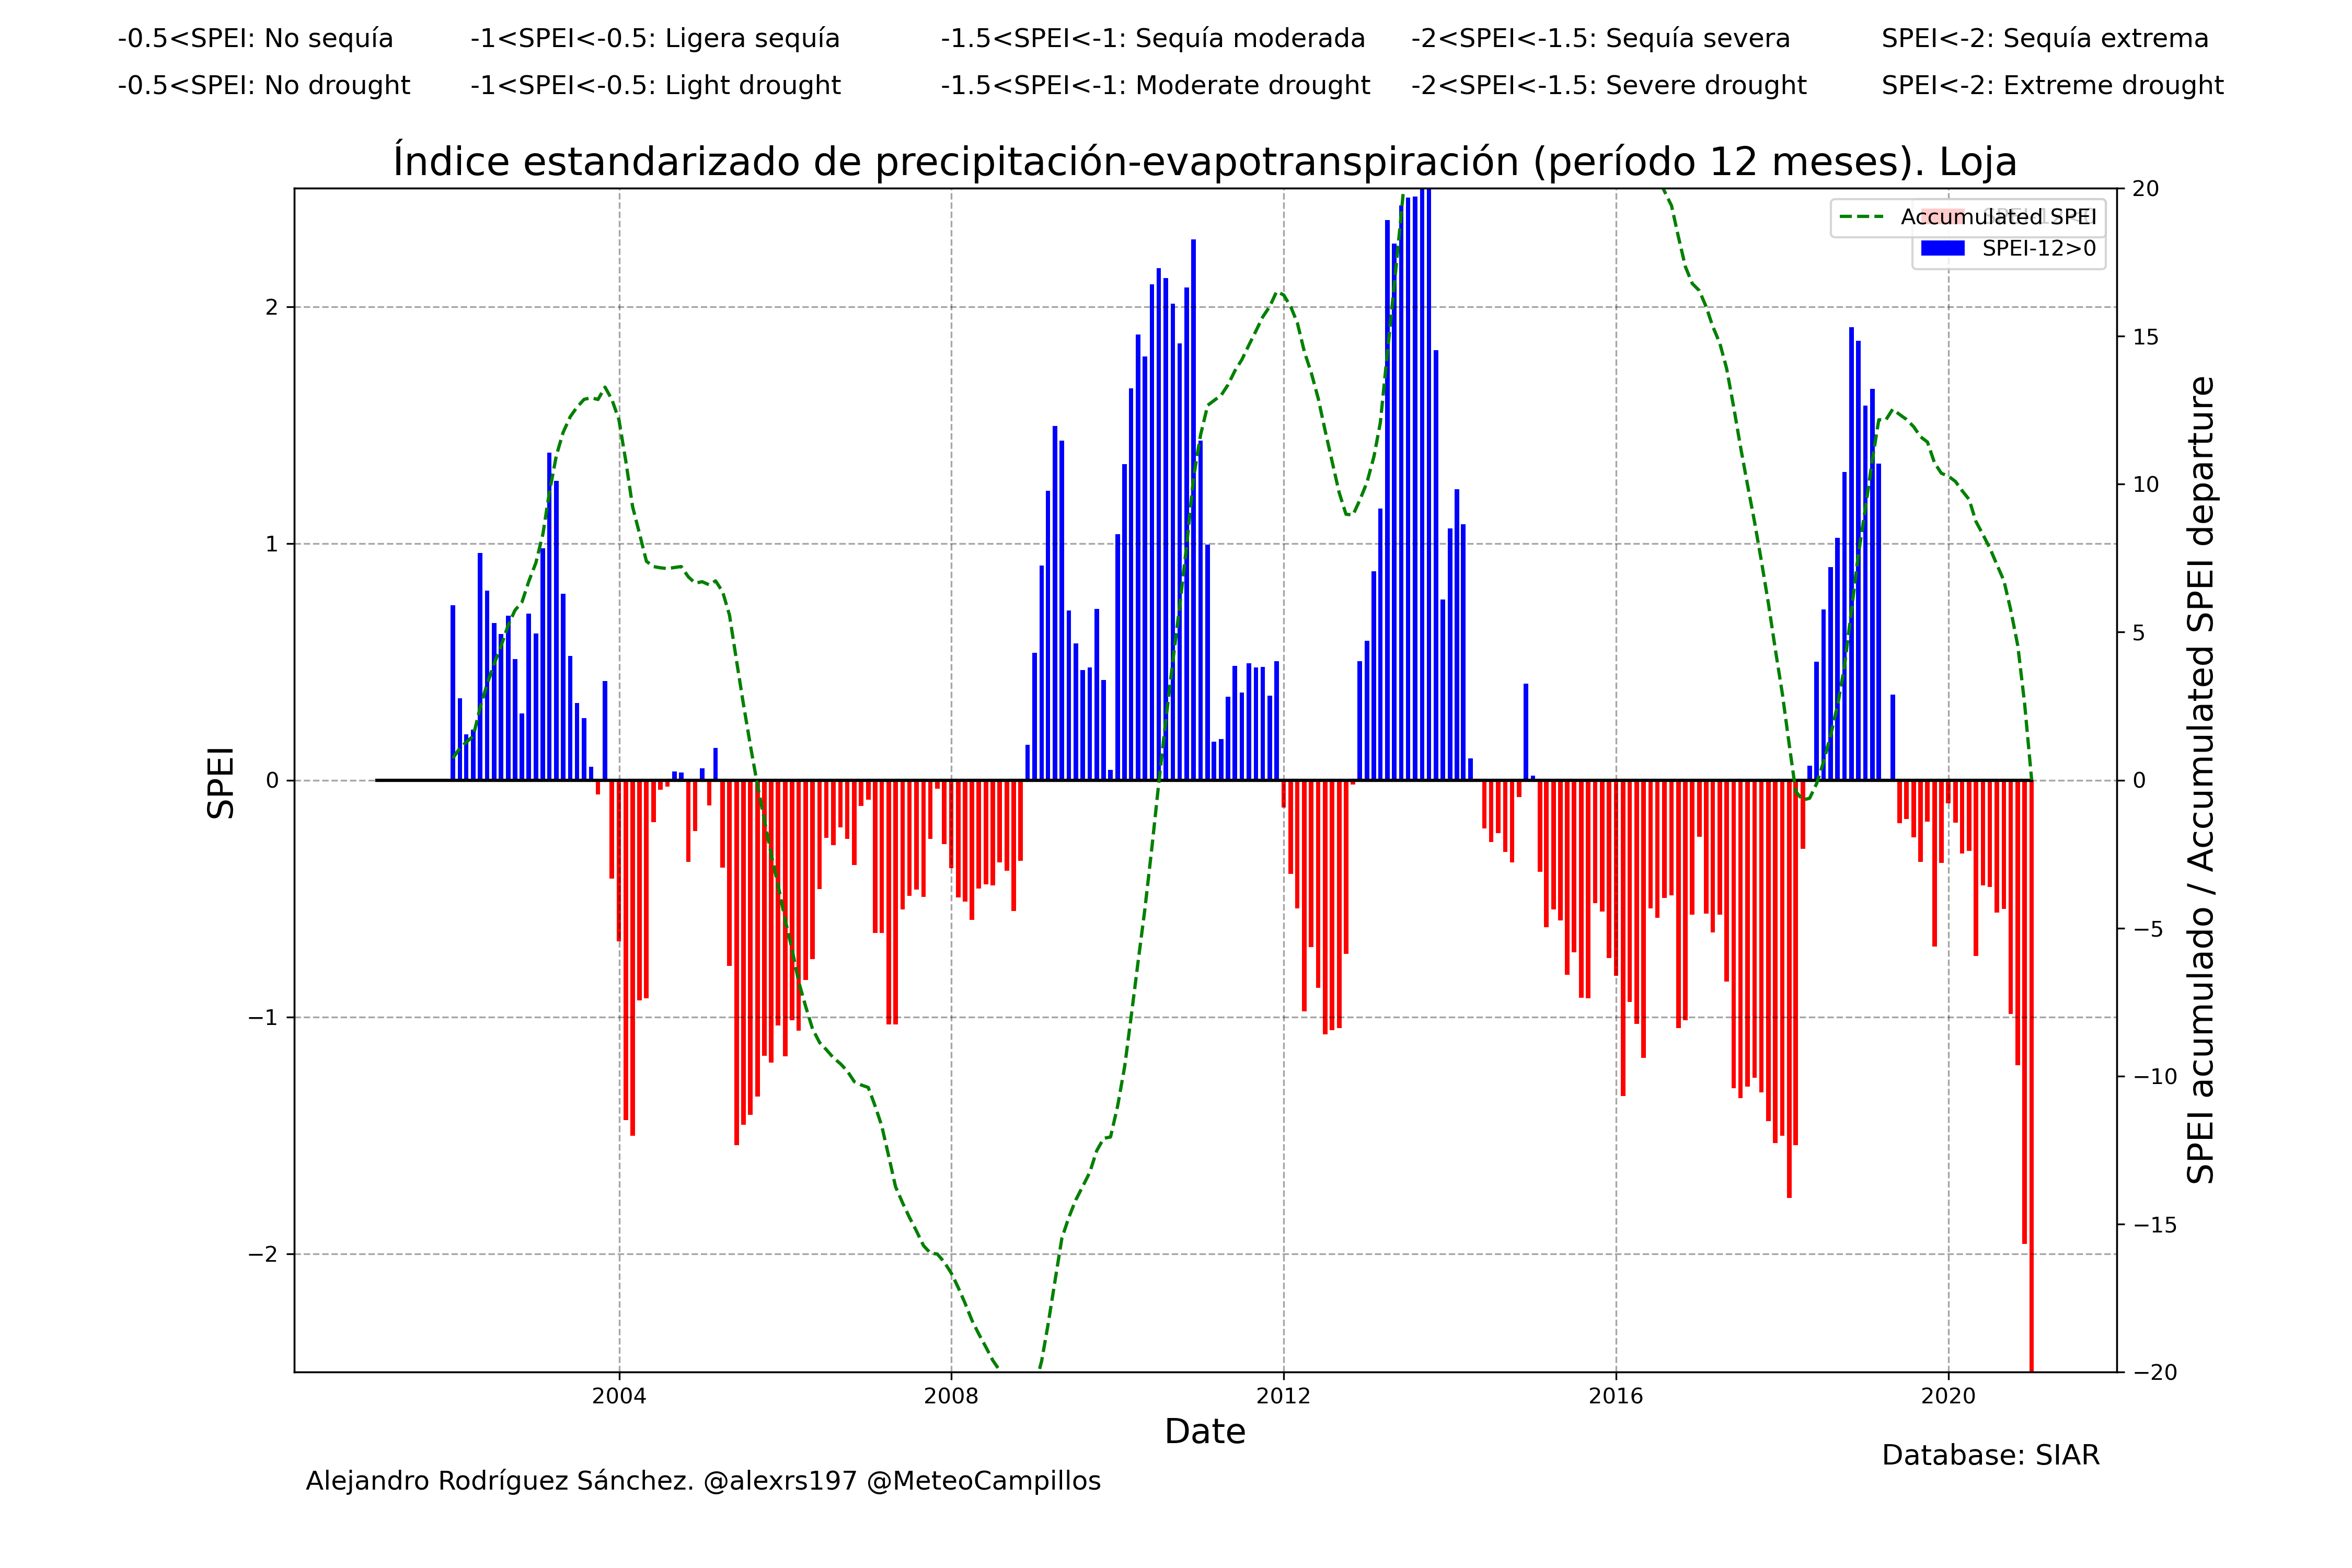 -0.5<SPEI: No sequía -1<SPEI<-0.5: Ligera sequía -1.5<SPEI<-1: Sequía moderada -2<SPEI<-1.5: Sequía severa SPEI<-2: Sequía extrema
-0.5<SPEI: No drought -1<SPEI<-0.5: Light drought -1.5<SPEI<-1: Moderate drought -2<SPEI<-1.5: Severe drought SPEI<-2: Extreme drought
Índice estandarizado de precipitación-evapotranspiración (período 12 meses). Loja
Accumulated SPEI
SPEI-12>0
2
1
0
−1
−2
SPEI
20
15
10
5
0
−5
−10
−15
−20
SPEI acumulado / Accumulated SPEI departure
2004 2008 2012 2016 2020
Date
Database: SIAR
Alejandro Rodríguez Sánchez. @alexrs197 @MeteoCampillos